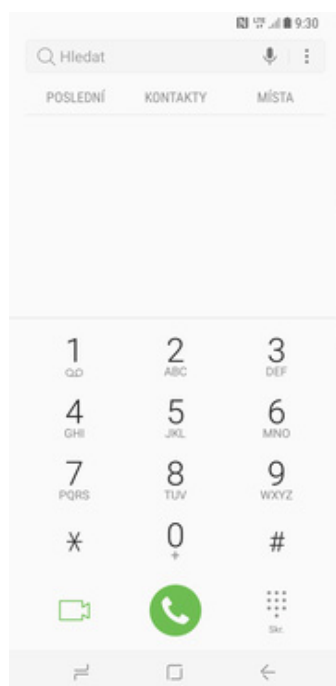 LTE 9:30
Hledat
POSLEDNÍ KONTAKTY MÍSTA
1 2 3
ABC DEF
4 5 6
GHI JKL MNO
7 8 9
PQRS TUV WXYZ
* 0 #
+
Skr.